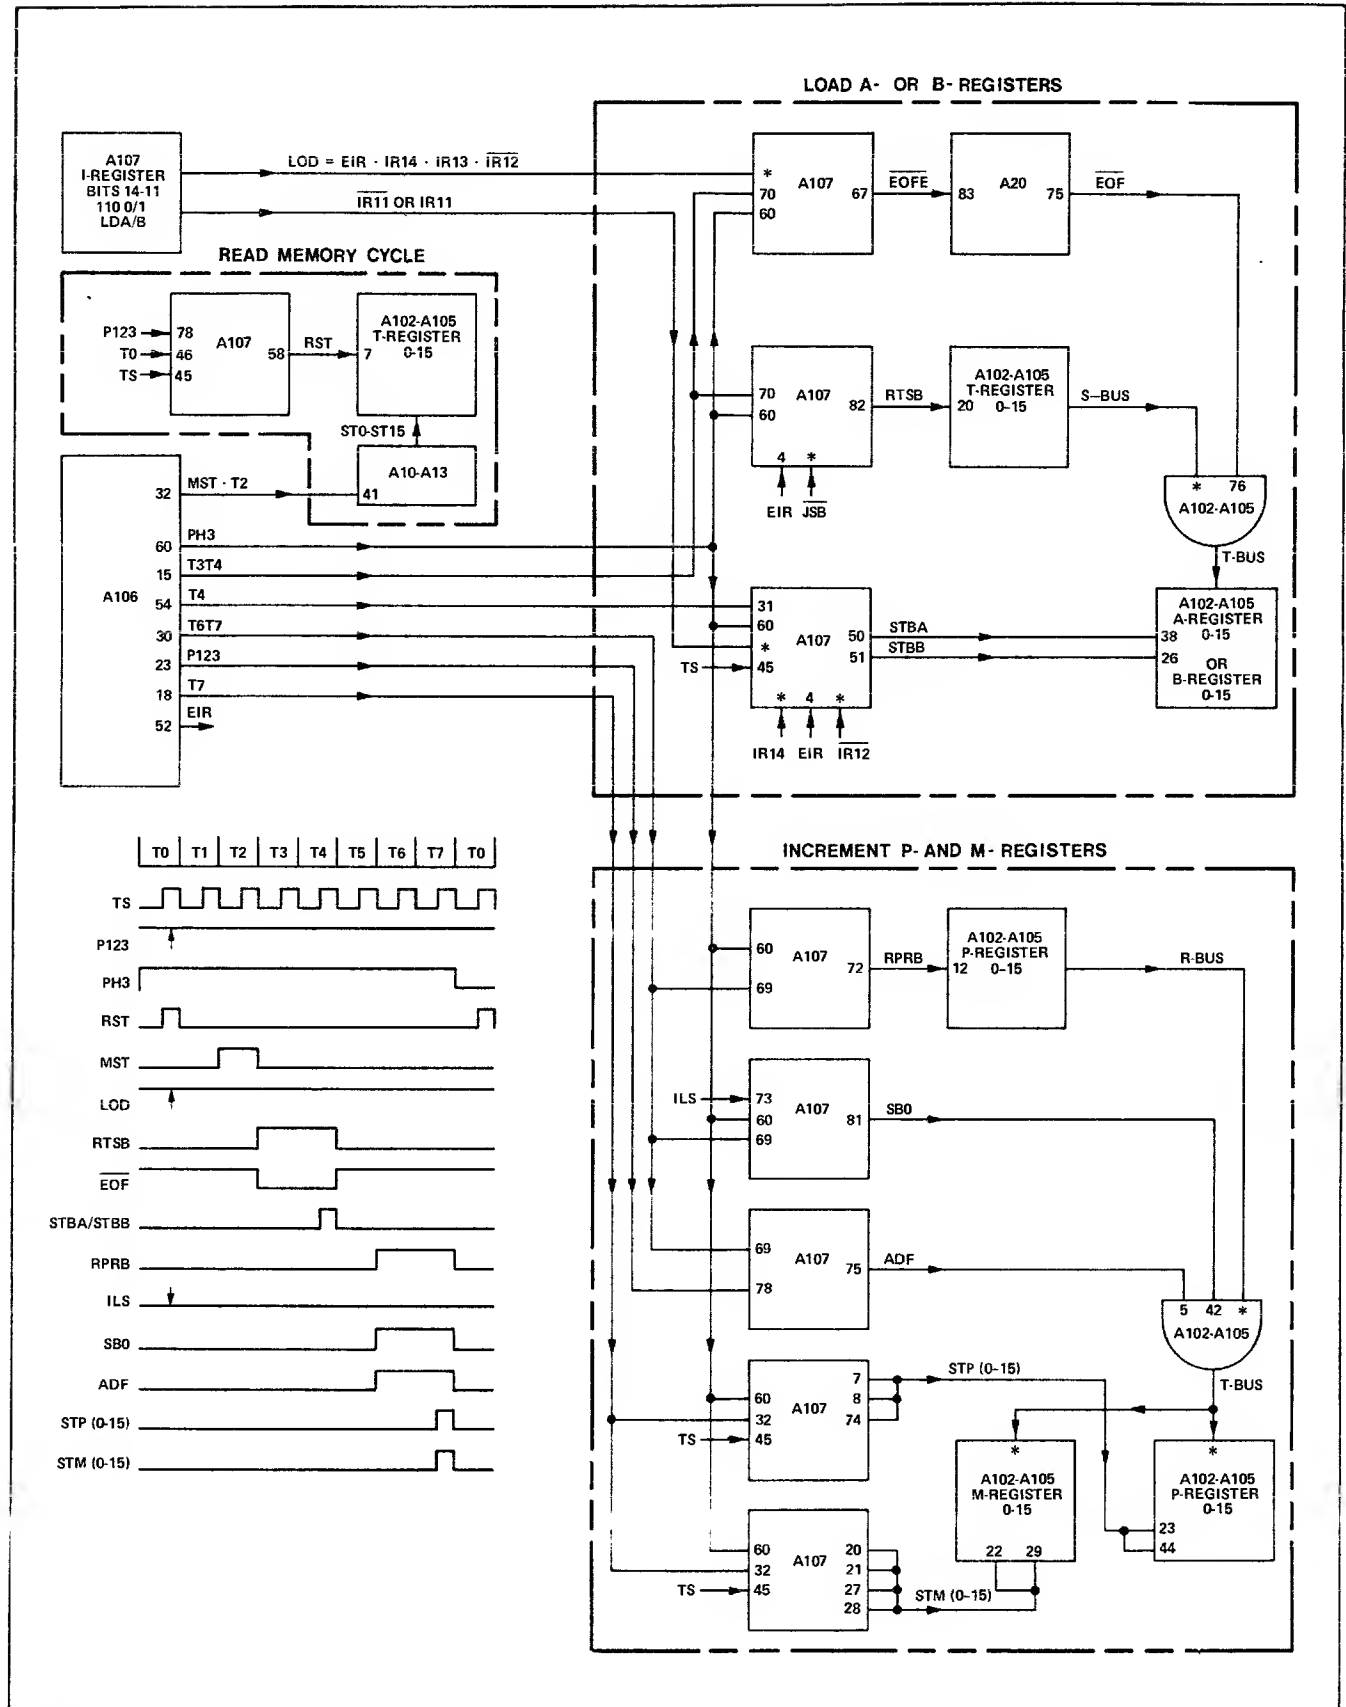 LOAD A- OR B-REGISTERS
A107
I-REGISTER
BITS 14-11
110 0/1
LDA/B
LOD = EIR · IR14 · IR13 · I̅R̅1̅2̅
I̅R̅1̅1̅ OR IR11
*
70
60
A107
67
E̅O̅F̅E̅
83
A20
75
E̅O̅F̅
READ MEMORY CYCLE
P123
T0
TS
78
46
45
A107
58
RST
7
A102-A105
T-REGISTER
0-15
ST0-ST15
A10-A13
41
70
60
A107
82
4
*
EIR
J̅S̅B̅
RTSB
20
A102-A105
T-REGISTER
0-15
S-BUS
*
76
A102-A105
T-BUS
A106
32
MST · T2
60
PH3
15
T3T4
54
T4
30
T6T7
23
P123
18
T7
52
EIR
31
60
*
TS
45
A107
50
51
*
4
*
IR14
EIR
I̅R̅1̅2̅
STBA
STBB
38
26
A102-A105
A-REGISTER
0-15
OR
B-REGISTER
0-15
T0 T1 T2 T3 T4 T5 T6 T7 T0
TS
P123
PH3
RST
MST
LOD
RTSB
E̅O̅F̅
STBA/STBB
RPRB
ILS
SB0
ADF
STP (0-15)
STM (0-15)
INCREMENT P- AND M-REGISTERS
60
69
A107
72
RPRB
12
A102-A105
P-REGISTER
0-15
R-BUS
ILS
73
60
69
A107
81
SB0
69
78
A107
75
ADF
5
42
*
A102-A105
T-BUS
60
32
TS
45
A107
7
8
74
STP (0-15)
*
A102-A105
M-REGISTER
0-15
22
29
*
A102-A105
P-REGISTER
0-15
23
44
60
32
TS
45
A107
20
21
27
28
STM (0-15)